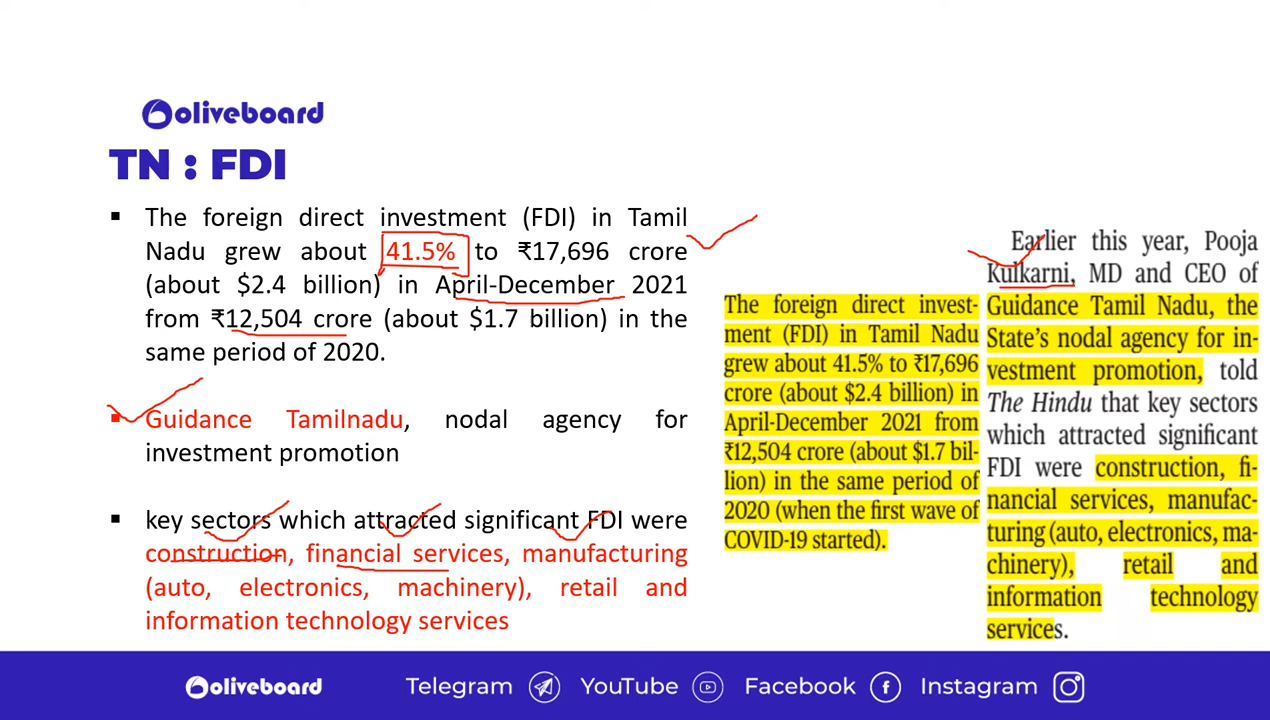 oliveboard
TN : FDI
▪ The foreign direct investment (FDI) in Tamil
Nadu grew about 41.5% to ₹17,696 crore
(about $2.4 billion) in April-December 2021
from ₹12,504 crore (about $1.7 billion) in the
same period of 2020.
▪ Guidance Tamilnadu, nodal agency for
investment promotion
▪ key sectors which attracted significant FDI were
construction, financial services, manufacturing
(auto, electronics, machinery), retail and
information technology services
The foreign direct invest-
ment (FDI) in Tamil Nadu
grew about 41.5% to ₹17,696
crore (about $2.4 billion) in
April-December 2021 from
₹12,504 crore (about $1.7 bil-
lion) in the same period of
2020 (when the first wave of
COVID-19 started).
Earlier this year, Pooja
Kulkarni, MD and CEO of
Guidance Tamil Nadu, the
State's nodal agency for in-
vestment promotion, told
The Hindu that key sectors
which attracted significant
FDI were construction, fi-
nancial services, manufac-
turing (auto, electronics, ma-
chinery), retail and
information technology
services.
oliveboard Telegram YouTube Facebook Instagram